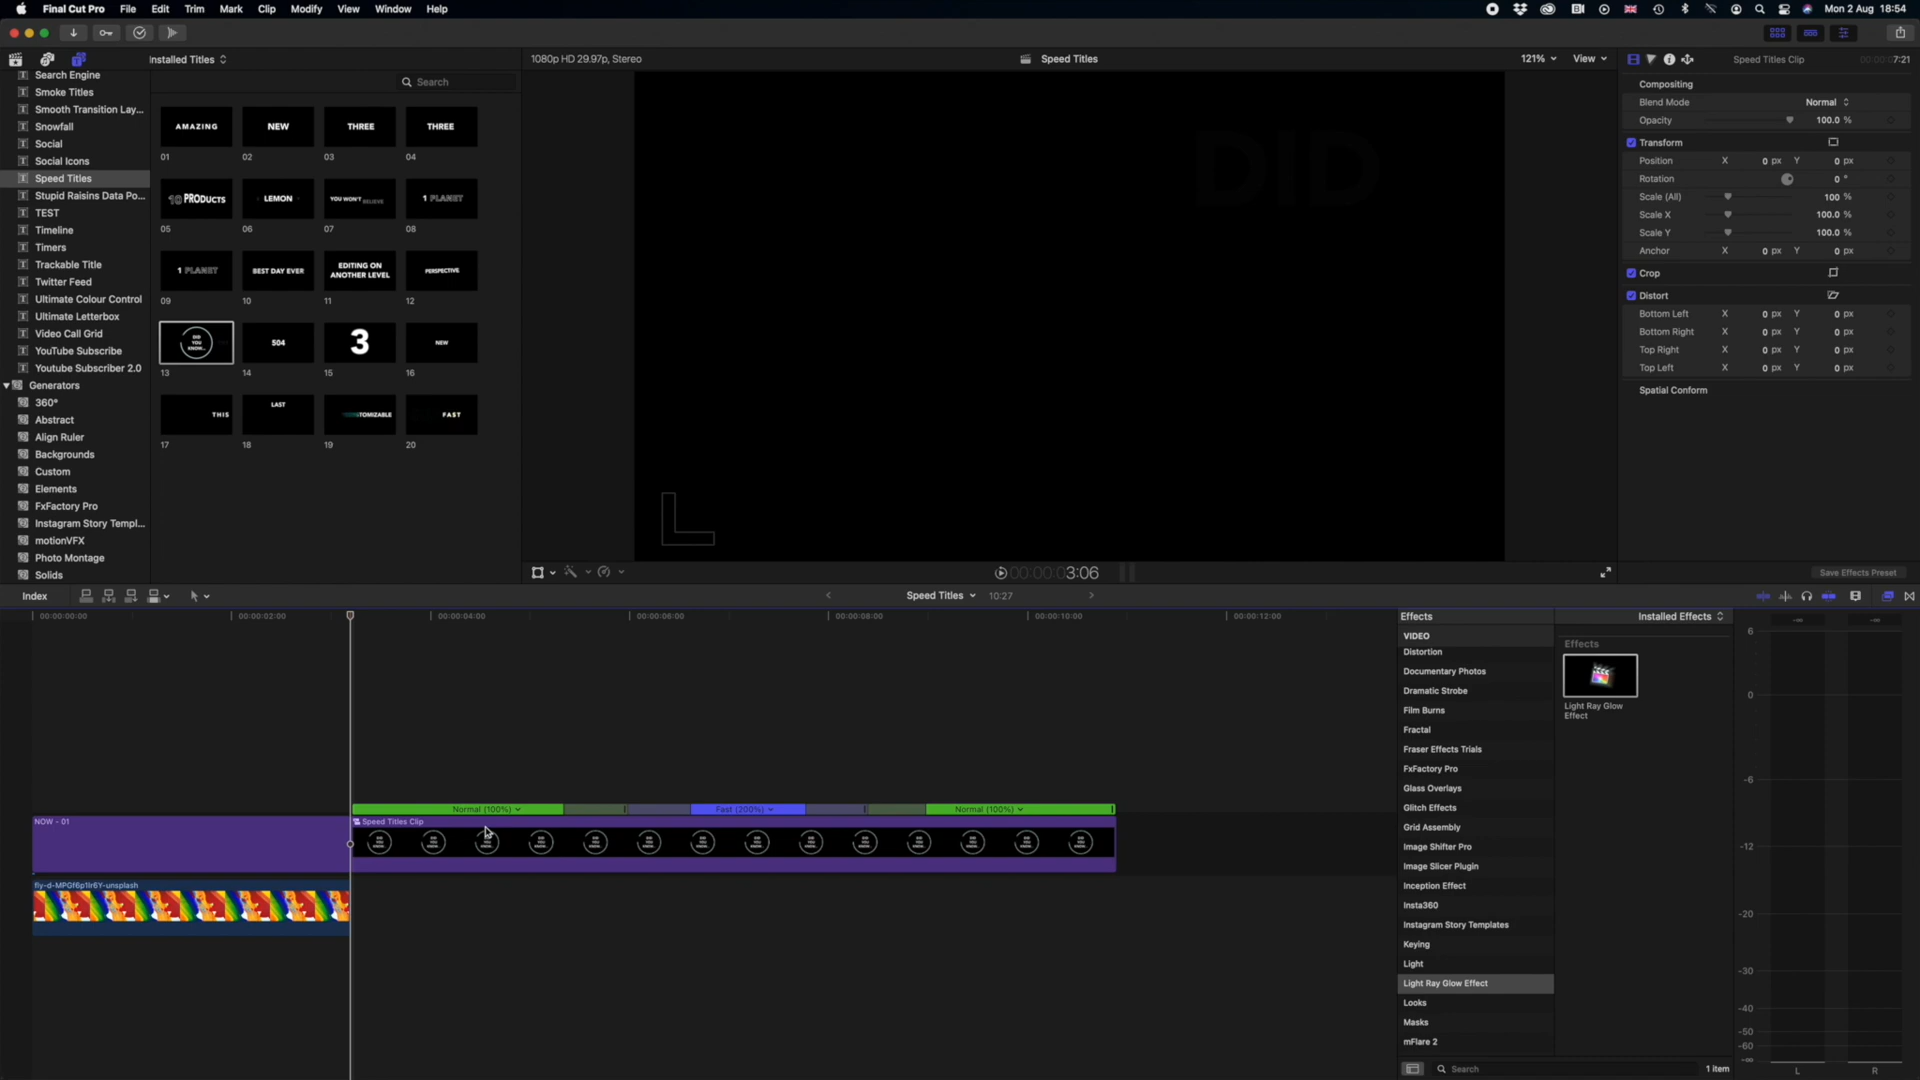 Final Cut Pro File Edit Trim Mark Clip Modify View Window Help Mon 2 Aug 18:54
Installed Titles
1080p HD 29.97p, Stereo
Speed Titles
121%
View
Speed Titles Clip
7:21
Search Engine
Smoke Titles
Smooth Transition Lay...
Snowfall
Social
Social Icons
Speed Titles
Stupid Raisins Data Po...
TEST
Timeline
Timers
Trackable Title
Twitter Feed
Ultimate Colour Control
Ultimate Letterbox
Video Call Grid
YouTube Subscribe
Youtube Subscriber 2.0
Generators
360°
Abstract
Align Ruler
Backgrounds
Custom
Elements
FxFactory Pro
Instagram Story Templ...
motionVFX
Photo Montage
Solids
Search
AMAZING NEW THREE THREE
01 02 03 04
10 PRODUCTS LEMON YOU WON'T BELIEVE 1 PLANET
05 06 07 08
1 PLANET BEST DAY EVER EDITING ON ANOTHER LEVEL PERSPECTIVE
09 10 11 12
DID YOU KNOW... 504 3 NEW
13 14 15 16
THIS LAST TOMIZABLE FAST
17 18 19 20
DID
L
00:00:00:03:06
Compositing
Blend Mode Normal
Opacity 100.0 %
Transform
Position X 0 px Y 0 px
Rotation 0 °
Scale (All) 100 %
Scale X 100.0 %
Scale Y 100.0 %
Anchor X 0 px Y 0 px
Crop
Distort
Bottom Left X 0 px Y 0 px
Bottom Right X 0 px Y 0 px
Top Right X 0 px Y 0 px
Top Left X 0 px Y 0 px
Spatial Conform
Save Effects Preset
Index
Speed Titles
10:27
00:00:00:00 00:00:02:00 00:00:04:00 00:00:06:00 00:00:08:00 00:00:10:00 00:00:12:00
Normal (100%) Fast (200%) Normal (100%)
NOW - 01
Speed Titles Clip
fly-d-MPGf6p1lr6Y-unsplash
Effects
Installed Effects
VIDEO
Distortion
Documentary Photos
Dramatic Strobe
Film Burns
Fractal
Fraser Effects Trials
FxFactory Pro
Glass Overlays
Glitch Effects
Grid Assembly
Image Shifter Pro
Image Slicer Plugin
Inception Effect
Insta360
Instagram Story Templates
Keying
Light
Light Ray Glow Effect
Looks
Masks
mFlare 2
Effects
Light Ray Glow
Effect
Search
1 item
-∞ -∞
6
0
-6
-12
-20
-30
-40
-50
-60
-∞
L R